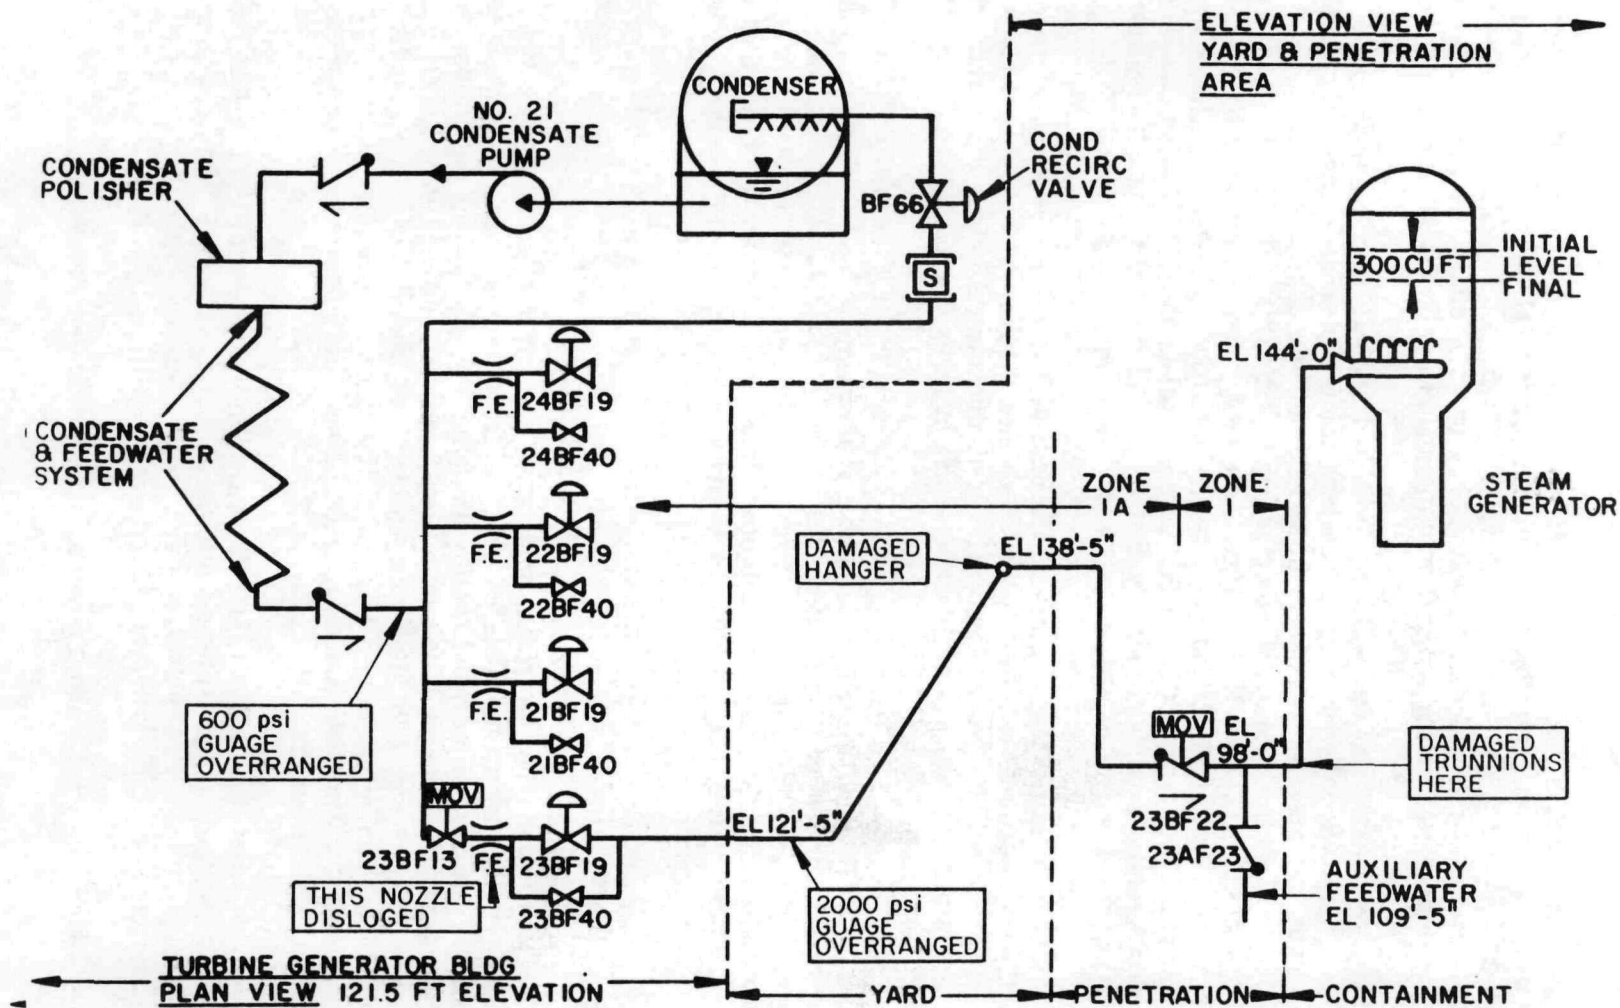 ELEVATION VIEW
YARD & PENETRATION
AREA
CONDENSER
NO. 21
CONDENSATE
PUMP
CONDENSATE
POLISHER
COND
RECIRC
VALVE
BF66
S
INITIAL
LEVEL
FINAL
300 CU FT
EL 144'-0"
STEAM
GENERATOR
F.E.
24BF19
24BF40
CONDENSATE
& FEEDWATER
SYSTEM
F.E.
22BF19
22BF40
ZONE
1A
ZONE
1
DAMAGED
HANGER
EL 138'-5"
600 psi
GUAGE
OVERRANGED
F.E.
21BF19
21BF40
MOV
EL
98'-0"
DAMAGED
TRUNNIONS
HERE
MOV
23BF13
F.E.
23BF19
23BF40
EL 121'-5"
23BF22
23AF23
THIS NOZZLE
DISLOGED
2000 psi
GUAGE
OVERRANGED
AUXILIARY
FEEDWATER
EL 109'-5"
TURBINE GENERATOR BLDG
PLAN VIEW 121.5 FT ELEVATION
YARD
PENETRATION
CONTAINMENT